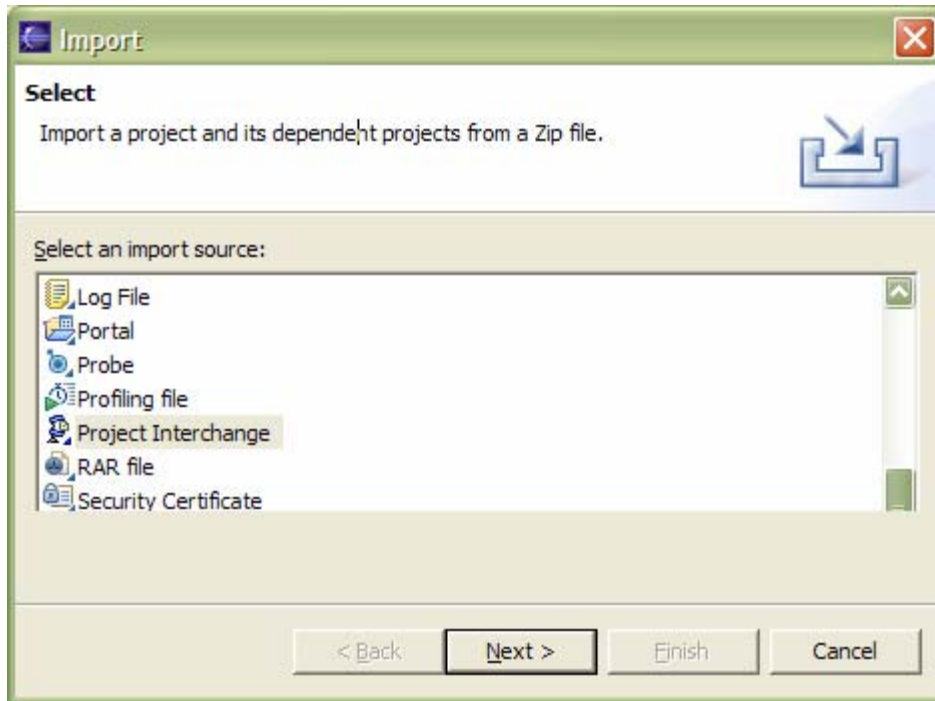 Import
Select
Import a project and its dependent projects from a Zip file.
Select an import source:
Log File
Portal
Probe
Profiling file
Project Interchange
RAR file
Security Certificate
< Back Next > Finish Cancel